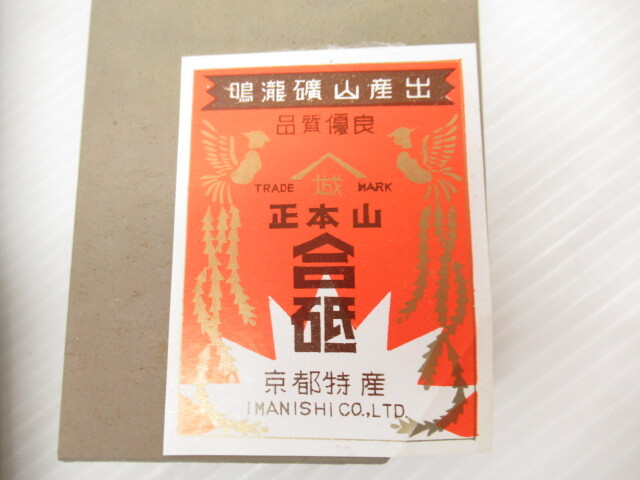 鳴瀧礦山産出
品質優良
城
TRADE MARK
正本山
合砥
京都特産
IMANISHI CO.,LTD.